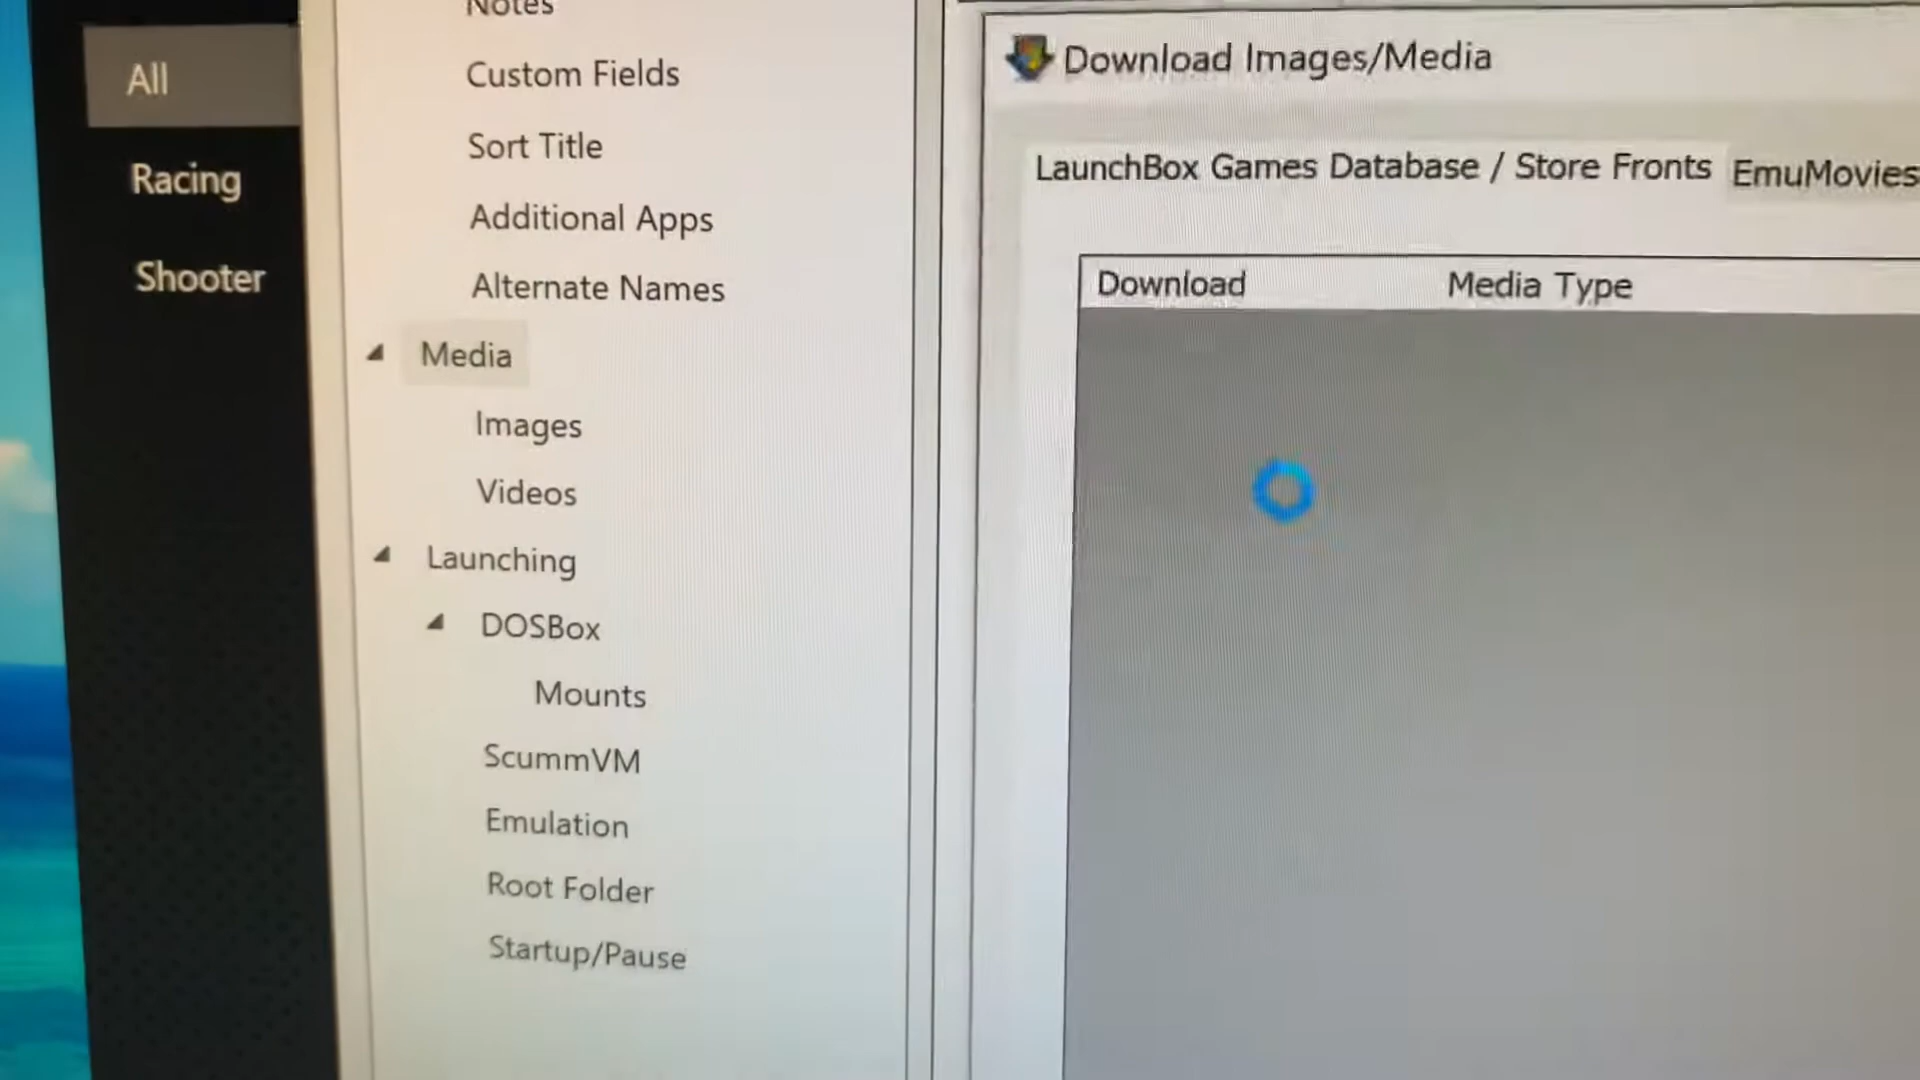 All
Racing
Shooter
Notes
Custom Fields
Sort Title
Additional Apps
Alternate Names
Media
Images
Videos
Launching
DOSBox
Mounts
ScummVM
Emulation
Root Folder
Startup/Pause
Download Images/Media
LaunchBox Games Database / Store Fronts EmuMovies
Download Media Type